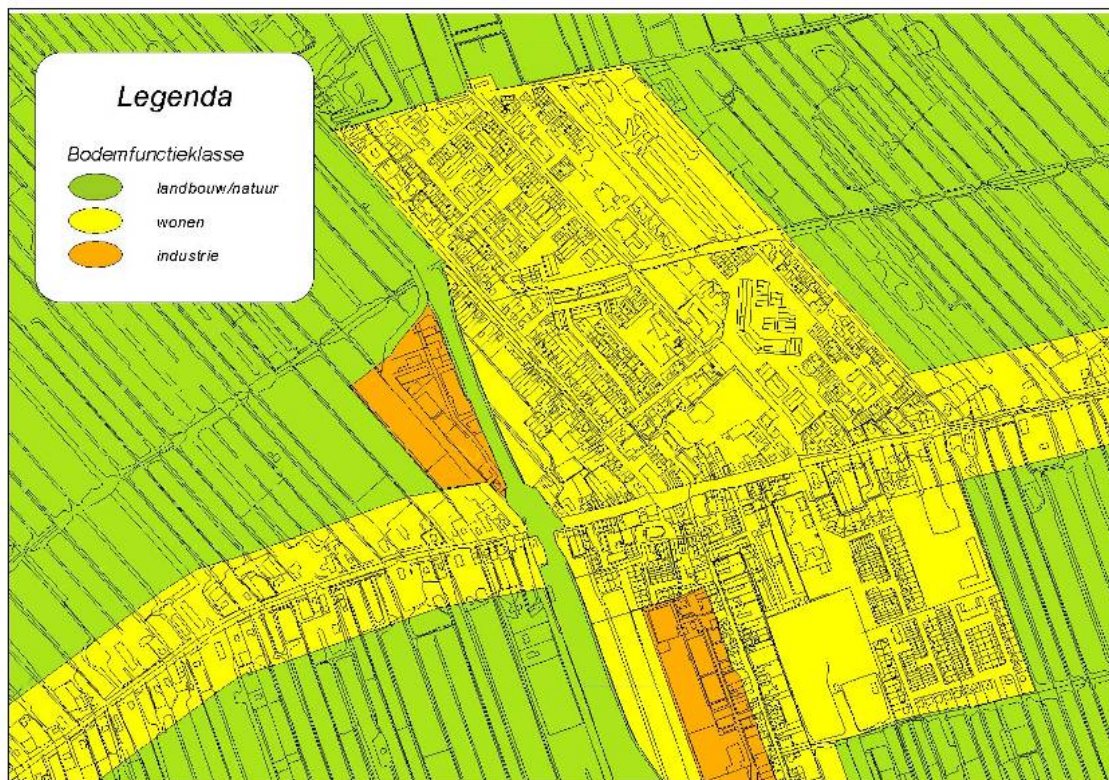 Legenda
Bodemfunctieklasse
landbouw/natuur
wonen
industrie